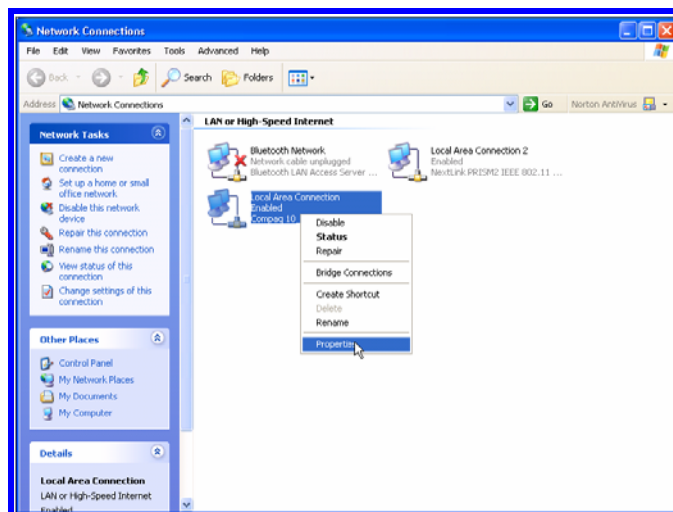 Network Connections
File Edit View Favorites Tools Advanced Help
Back Search Folders
Address Network Connections Go Norton AntiVirus
Network Tasks
Create a new
connection
Set up a home or small
office network
Disable this network
device
Repair this connection
Rename this connection
View status of this
connection
Change settings of this
connection
Other Places
Control Panel
My Network Places
My Documents
My Computer
Details
Local Area Connection
LAN or High-Speed Internet
Enabled
LAN or High-Speed Internet
Bluetooth Network
Network cable unplugged
Bluetooth LAN Access Server ...
Local Area Connection 2
Enabled
NextLink PRISM2 IEEE 802.11 ...
Local Area Connection
Enabled
Compaq 10
Disable
Status
Repair
Bridge Connections
Create Shortcut
Delete
Rename
Properties